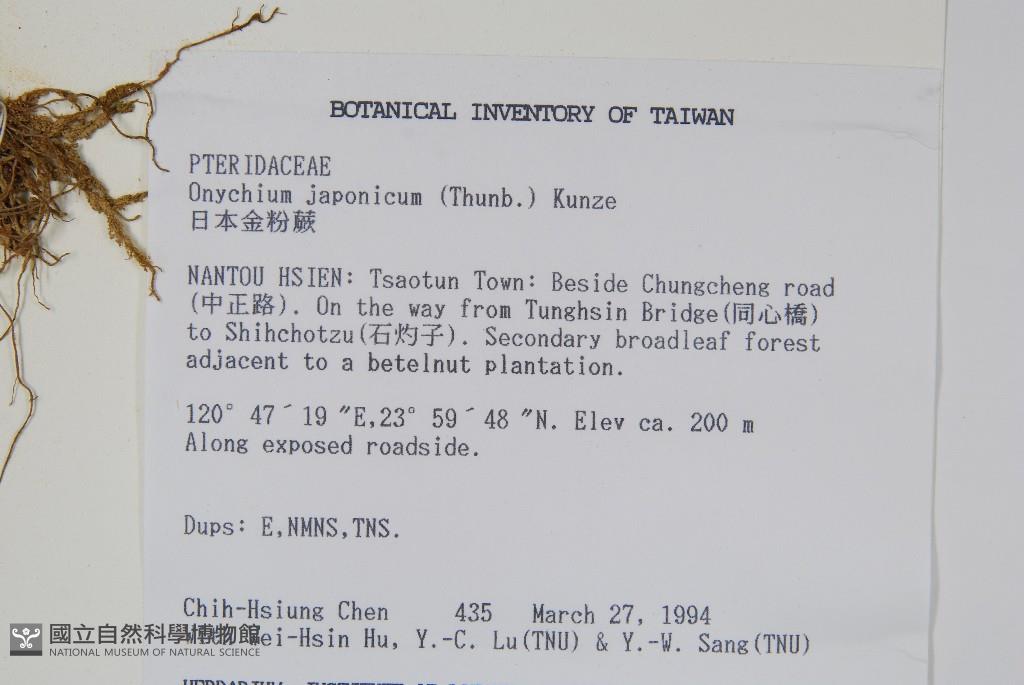 BOTANICAL INVENTORY OF TAIWAN
PTERIDACEAE
Onychium japonicum (Thunb.) Kunze
日本金粉蕨
NANTOU HSIEN: Tsaotun Town: Beside Chungcheng road
(中正路). On the way from Tunghsin Bridge(同心橋)
to Shihchotzu(石灼子). Secondary broadleaf forest
adjacent to a betelnut plantation.
120° 47´19 "E,23° 59´48 "N. Elev ca. 200 m
Along exposed roadside.
Dups: E,NMNS,TNS.
Chih-Hsiung Chen 435 March 27, 1994
Wei-Hsin Hu, Y.-C. Lu(TNU) & Y.-W. Sang(TNU)
國立自然科學博物館
NATIONAL MUSEUM OF NATURAL SCIENCE